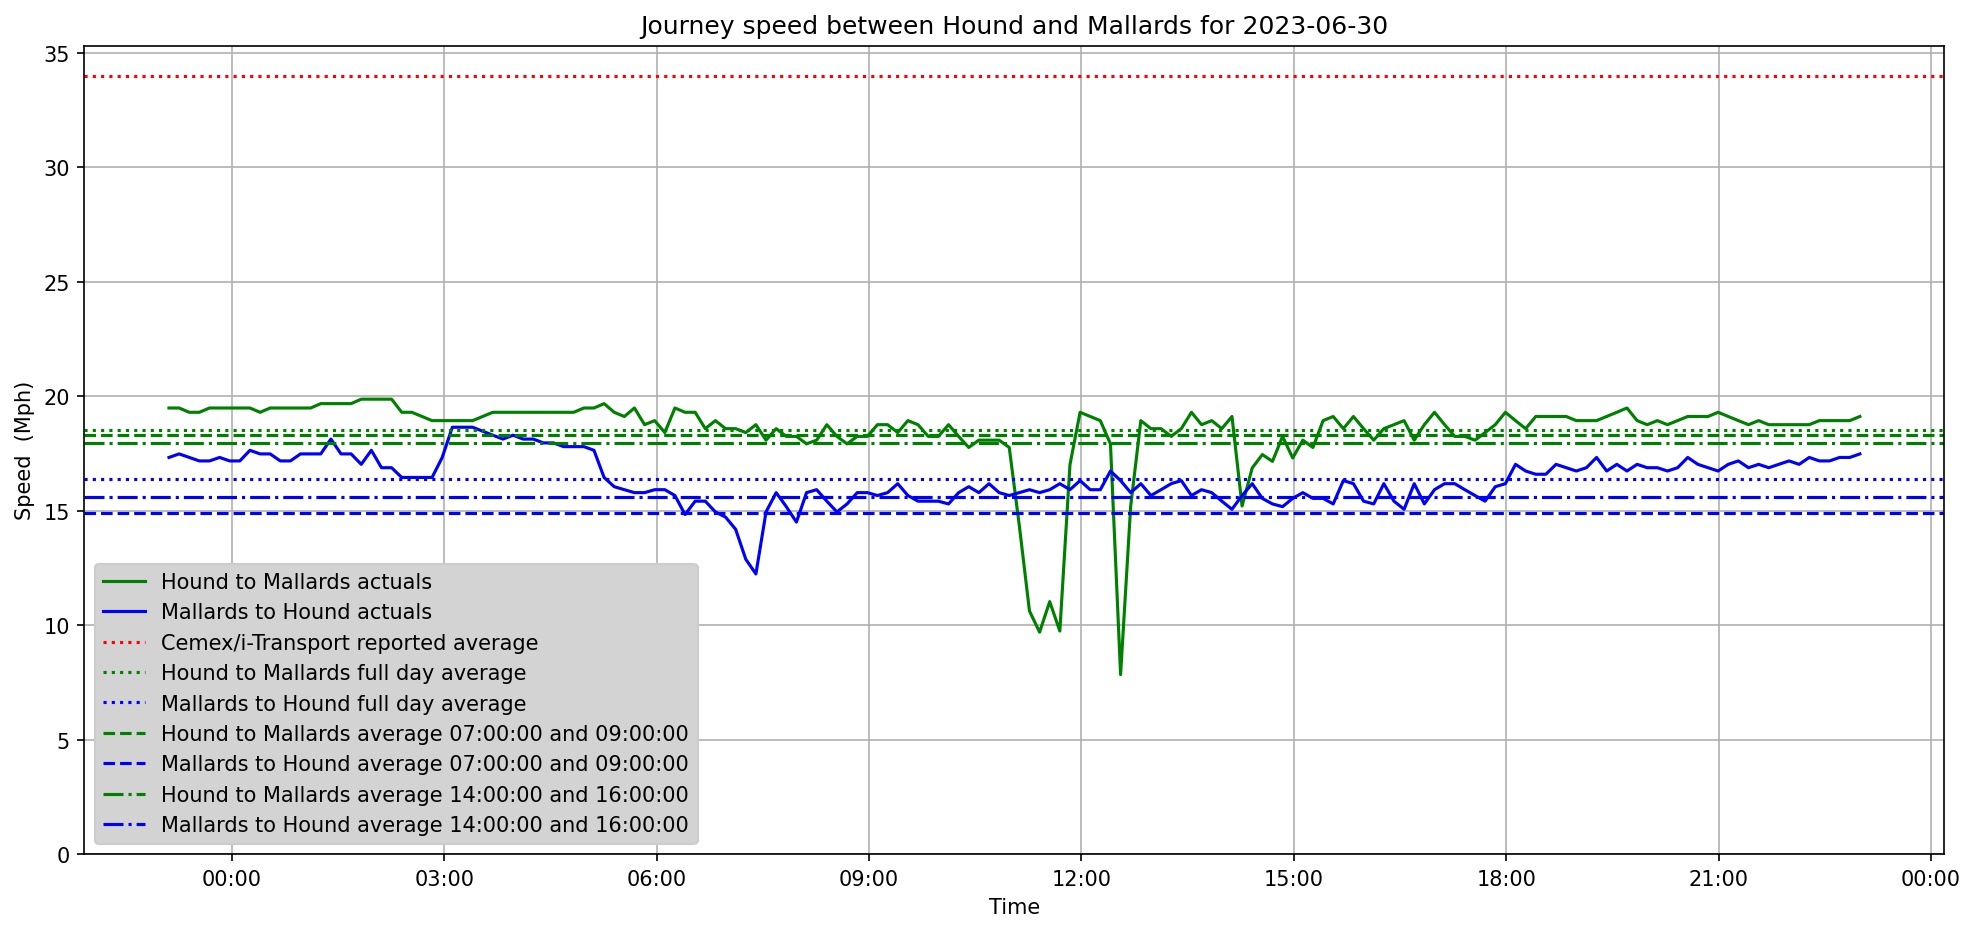 Journey speed between Hound and Mallards for 2023-06-30
35
30
25
20
15
10
5
0
Speed (Mph)
Hound to Mallards actuals
Mallards to Hound actuals
Cemex/i-Transport reported average
Hound to Mallards full day average
Mallards to Hound full day average
Hound to Mallards average 07:00:00 and 09:00:00
Mallards to Hound average 07:00:00 and 09:00:00
Hound to Mallards average 14:00:00 and 16:00:00
Mallards to Hound average 14:00:00 and 16:00:00
00:00 03:00 06:00 09:00 12:00 15:00 18:00 21:00 00:00
Time